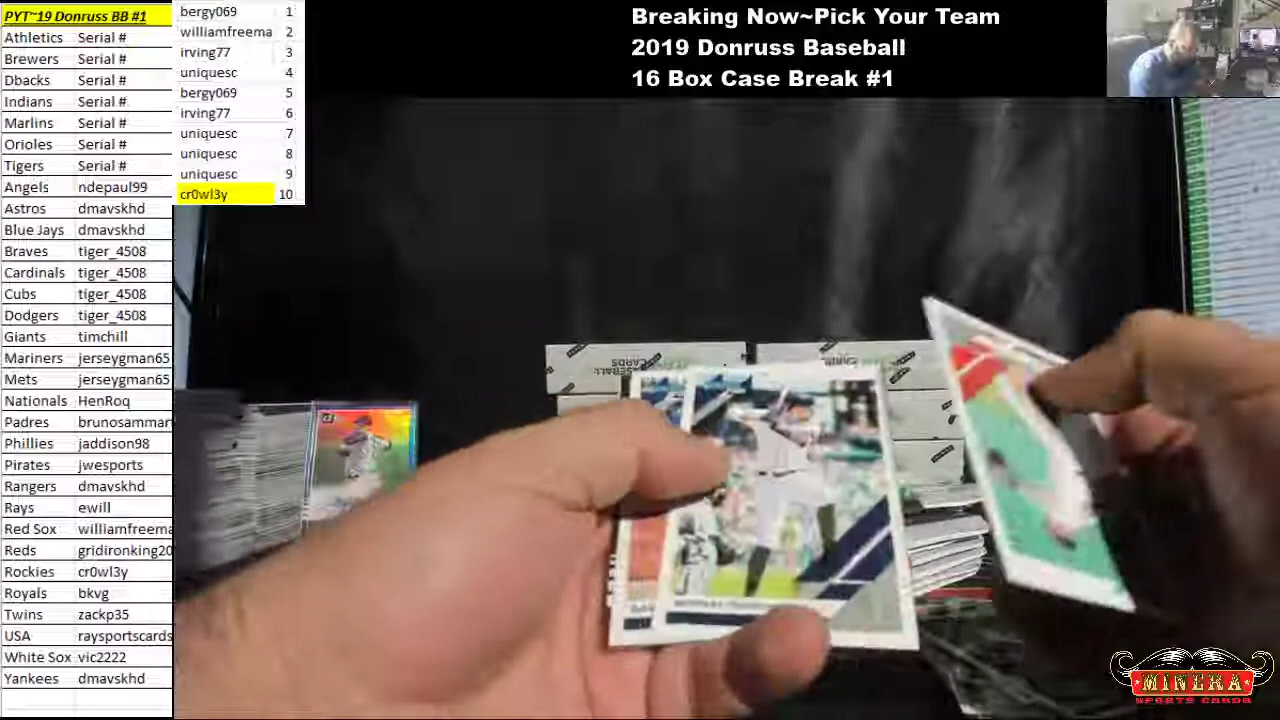 PYT~19 Donruss BB #1
Athletics Serial #
Brewers Serial #
Dbacks Serial #
Indians Serial #
Marlins Serial #
Orioles Serial #
Tigers Serial #
Angels ndepaul99
Astros dmavskhd
Blue Jays dmavskhd
Braves tiger_4508
Cardinals tiger_4508
Cubs tiger_4508
Dodgers tiger_4508
Giants timchill
Mariners jerseygman65
Mets jerseygman65
Nationals HenRoq
Padres brunosammar
Phillies jaddison98
Pirates jwesports
Rangers dmavskhd
Rays ewill
Red Sox williamfreema
Reds gridironking20
Rockies cr0wl3y
Royals bkvg
Twins zackp35
USA raysportscards
White Sox vic2222
Yankees dmavskhd
bergy069 1
williamfreema 2
irving77 3
uniquesc 4
bergy069 5
irving77 6
uniquesc 7
uniquesc 8
uniquesc 9
cr0wl3y 10
Breaking Now~Pick Your Team
2019 Donruss Baseball
16 Box Case Break #1
BASEBALL
CARDS
MINERA
SPORTS CARDS